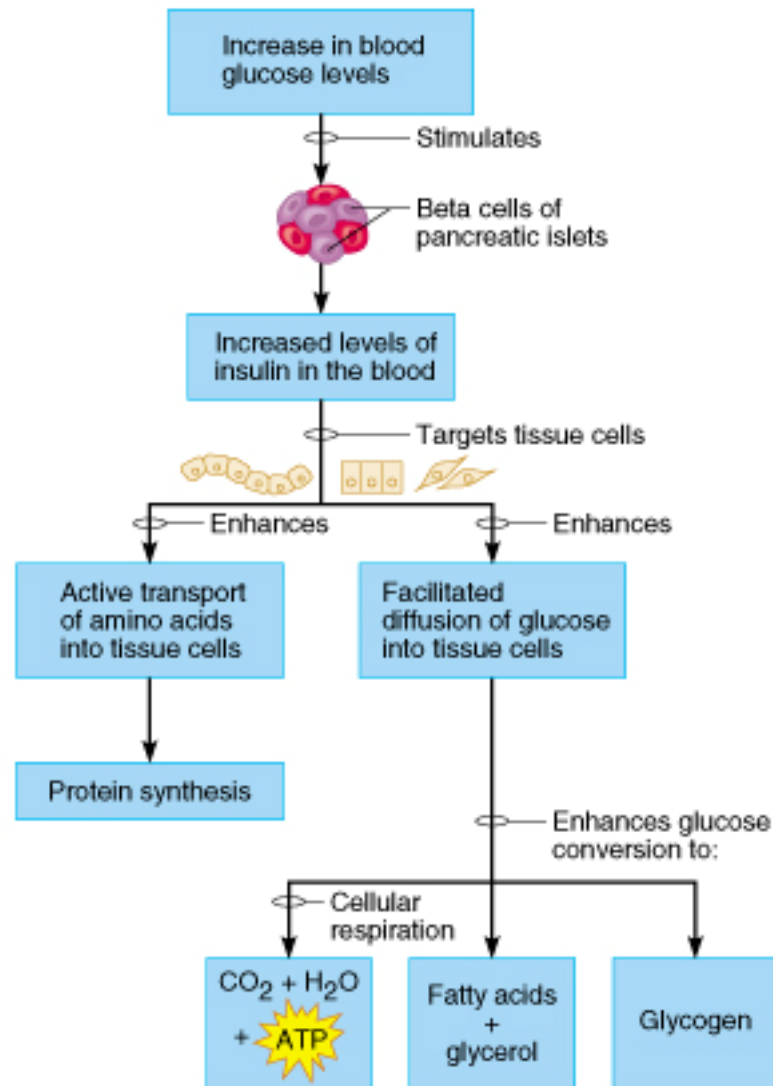 Increase in blood
glucose levels
Stimulates
Beta cells of
pancreatic islets
Increased levels of
insulin in the blood
Targets tissue cells
Enhances
Enhances
Active transport
of amino acids
into tissue cells
Facilitated
diffusion of glucose
into tissue cells
Protein synthesis
Enhances glucose
conversion to:
Cellular
respiration
CO₂ + H₂O
+ ATP
Fatty acids
+
glycerol
Glycogen